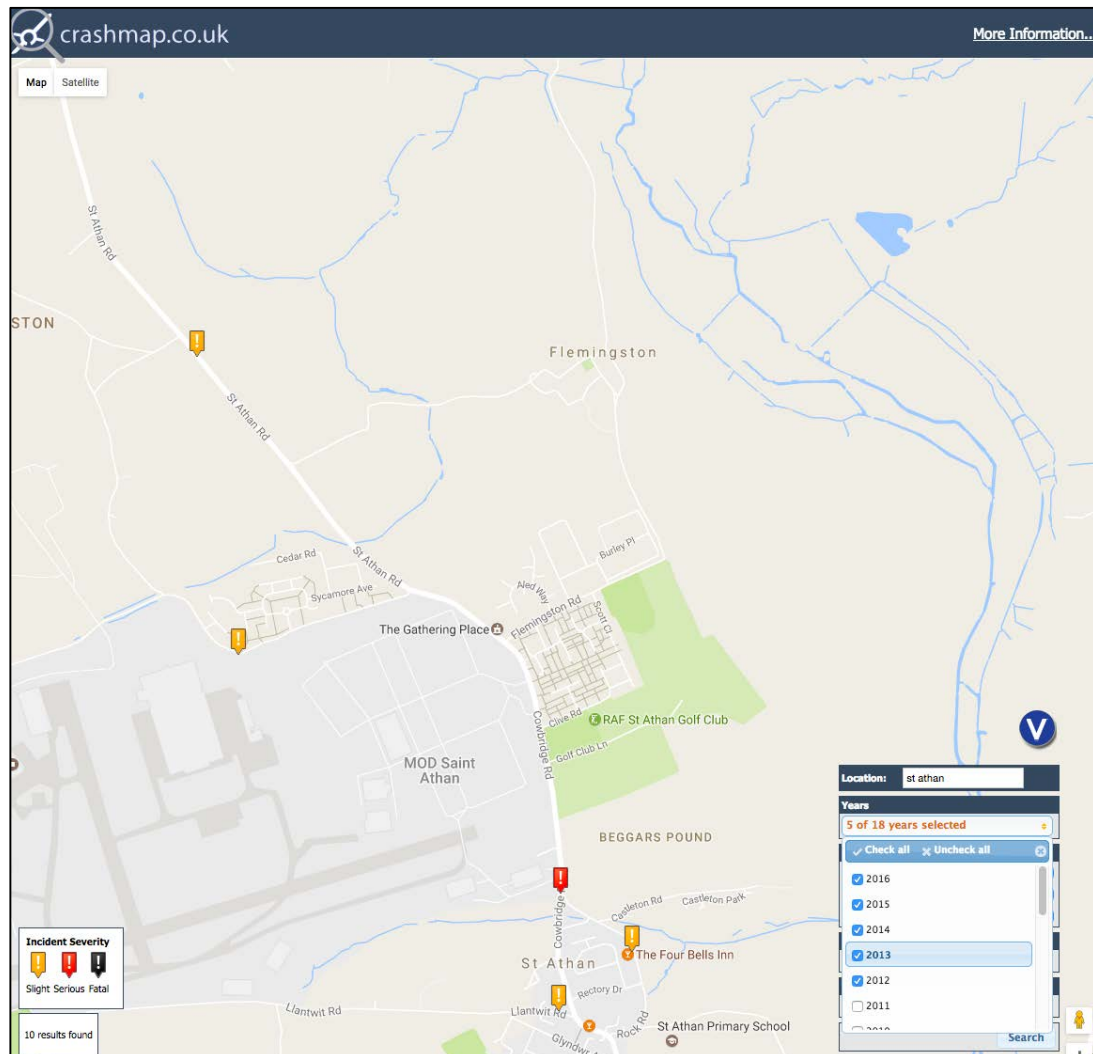 crashmap.co.uk
More Information...
Map Satellite
St Athan Rd
STON
Flemingston
St Athan Rd
Burley Pl
Cedar Rd
St Athan Rd
Aled Way
Sycamore Ave
Flemingston Rd
Scott Cl
The Gathering Place
Clive Rd
RAF St Athan Golf Club
Cowbridge Rd
Golf Club Ln
MOD Saint
Athan
V
Location: st athan
Years
5 of 18 years selected
BEGGARS POUND
Check all Uncheck all
2016
2015
2014
2013
2012
2011
Castleton Rd
Castleton Park
Cowbridge
The Four Bells Inn
St Athan
Rectory Dr
Llantwit Rd
Llantwit Rd
Rock Rd
St Athan Primary School
Search
Incident Severity
Slight Serious Fatal
10 results found